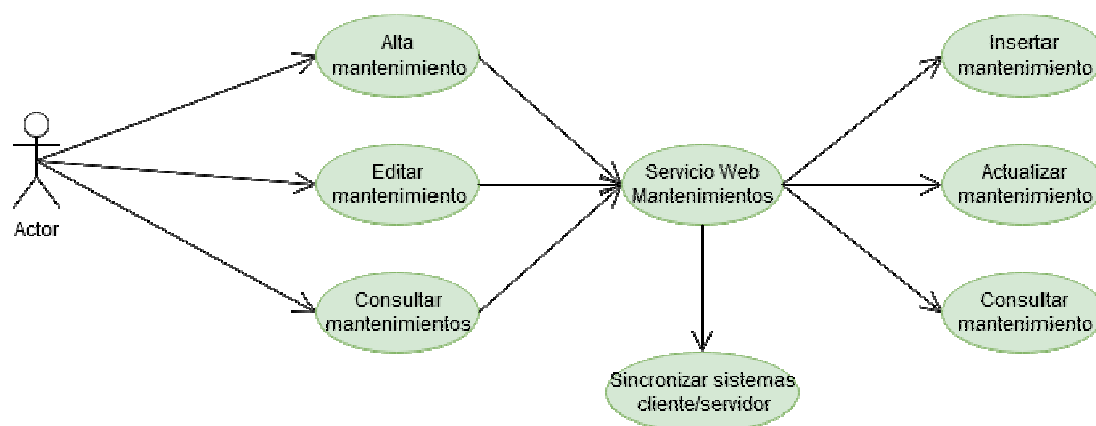 Alta
mantenimiento
Insertar
mantenimiento
Editar
mantenimiento
Servicio Web
Mantenimientos
Actualizar
mantenimiento
Actor
Consultar
mantenimientos
Consultar
mantenimiento
Sincronizar sistemas
cliente/servidor